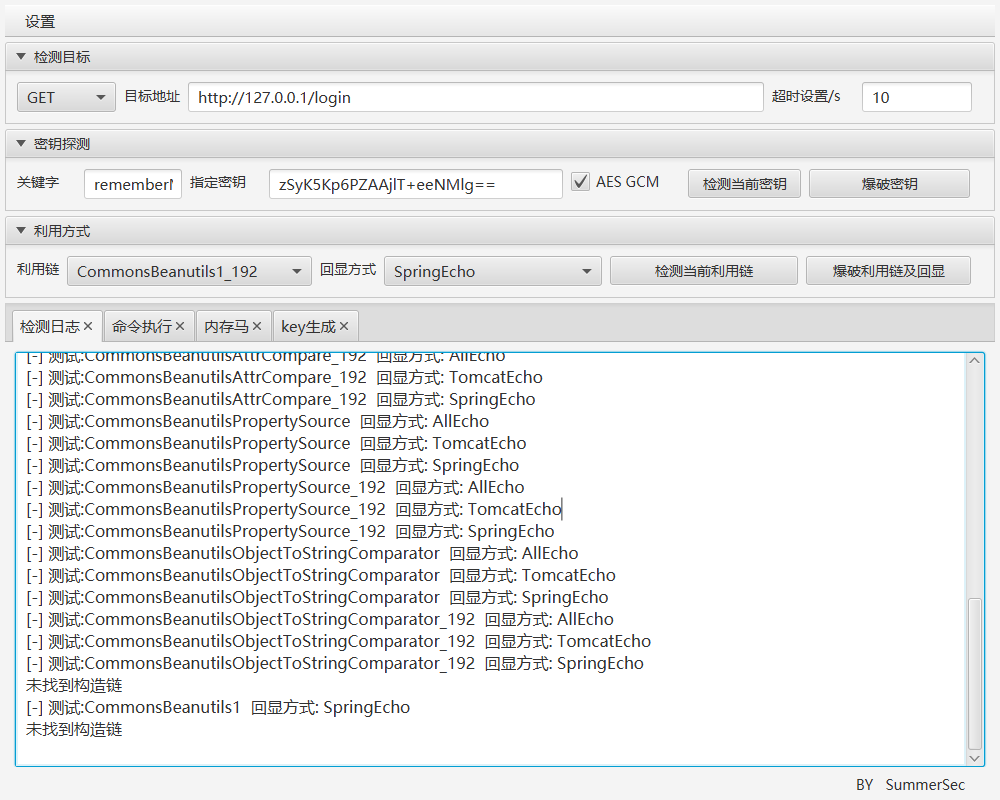 设置
检测目标
GET 目标地址 http://127.0.0.1/login 超时设置/s 10
密钥探测
关键字 remember 指定密钥 zSyK5Kp6PZAAjlT+eeNMlg== AES GCM 检测当前密钥 爆破密钥
利用方式
利用链 CommonsBeanutils1_192 回显方式 SpringEcho 检测当前利用链 爆破利用链及回显
检测日志 × 命令执行 × 内存马 × key生成 ×
[-] 测试:CommonsBeanutilsAttrCompare_192 回显方式: AllEcho
[-] 测试:CommonsBeanutilsAttrCompare_192 回显方式: TomcatEcho
[-] 测试:CommonsBeanutilsAttrCompare_192 回显方式: SpringEcho
[-] 测试:CommonsBeanutilsPropertySource 回显方式: AllEcho
[-] 测试:CommonsBeanutilsPropertySource 回显方式: TomcatEcho
[-] 测试:CommonsBeanutilsPropertySource 回显方式: SpringEcho
[-] 测试:CommonsBeanutilsPropertySource_192 回显方式: AllEcho
[-] 测试:CommonsBeanutilsPropertySource_192 回显方式: TomcatEcho
[-] 测试:CommonsBeanutilsPropertySource_192 回显方式: SpringEcho
[-] 测试:CommonsBeanutilsObjectToStringComparator 回显方式: AllEcho
[-] 测试:CommonsBeanutilsObjectToStringComparator 回显方式: TomcatEcho
[-] 测试:CommonsBeanutilsObjectToStringComparator 回显方式: SpringEcho
[-] 测试:CommonsBeanutilsObjectToStringComparator_192 回显方式: AllEcho
[-] 测试:CommonsBeanutilsObjectToStringComparator_192 回显方式: TomcatEcho
[-] 测试:CommonsBeanutilsObjectToStringComparator_192 回显方式: SpringEcho
未找到构造链
[-] 测试:CommonsBeanutils1 回显方式: SpringEcho
未找到构造链
BY SummerSec